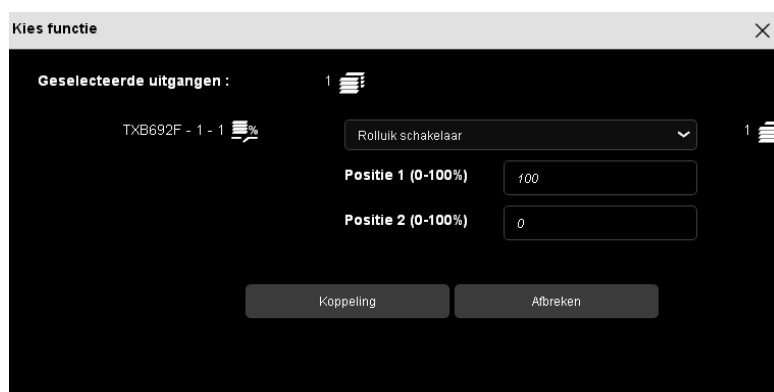 Kies functie
Geselecteerde uitgangen : 1
TXB692F - 1 - 1 % Rolluik schakelaar 1
Positie 1 (0-100%) 100
Positie 2 (0-100%) 0
Koppeling Afbreken